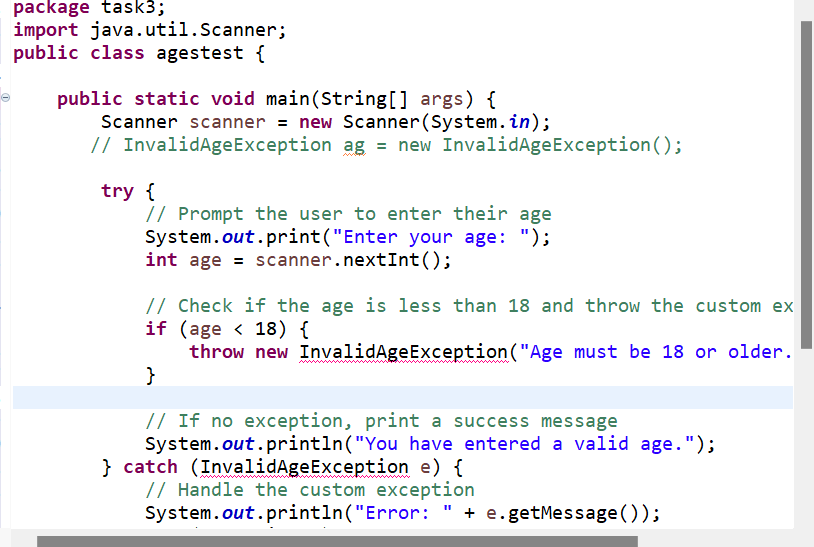 package task3;
import java.util.Scanner;
public class agestest {
public static void main(String[] args) {
Scanner scanner = new Scanner(System.in);
// InvalidAgeException ag = new InvalidAgeException();
try {
// Prompt the user to enter their age
System.out.print("Enter your age: ");
int age = scanner.nextInt();
// Check if the age is less than 18 and throw the custom ex
if (age < 18) {
throw new InvalidAgeException("Age must be 18 or older.
}
// If no exception, print a success message
System.out.println("You have entered a valid age.");
} catch (InvalidAgeException e) {
// Handle the custom exception
System.out.println("Error: " + e.getMessage());